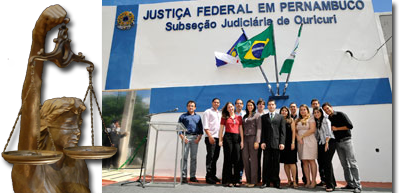 JUSTIÇA FEDERAL EM PERNAMBUCO
Subseção Judiciária de Ouricuri